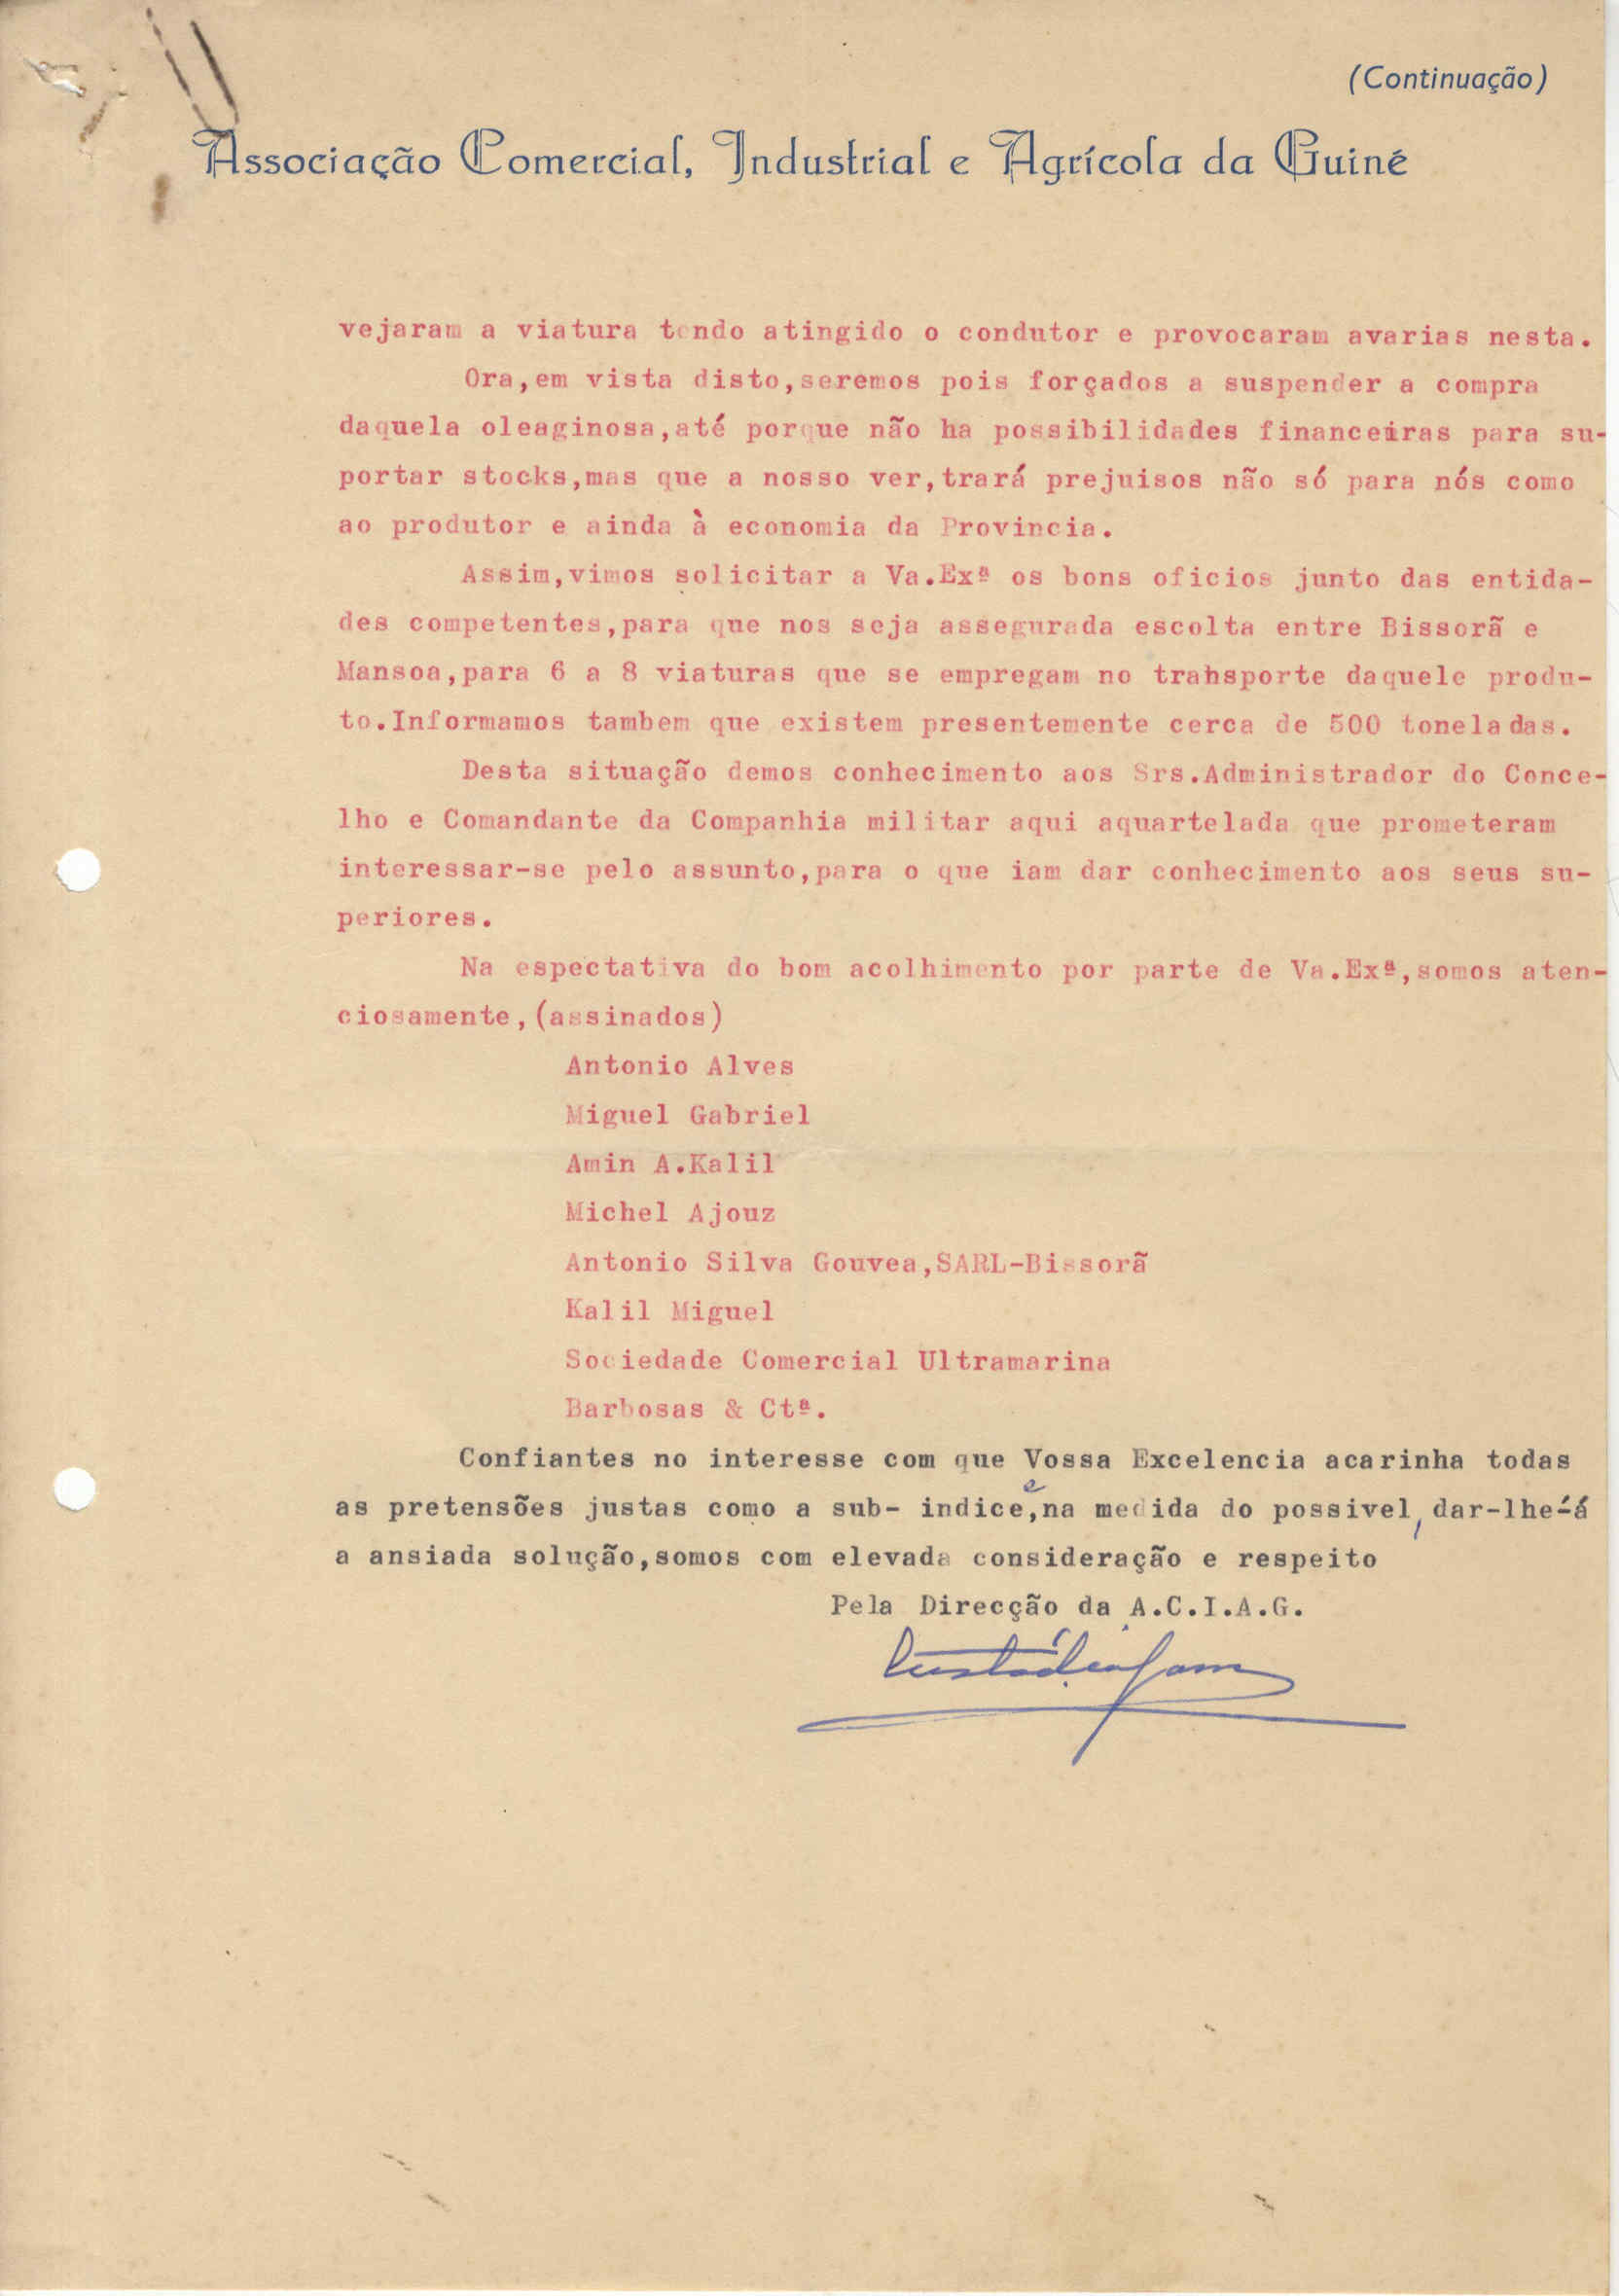 (Continuação)
Associação Comercial, Industrial e Agrícola da Guiné
vejaram a viatura tendo atingido o condutor e provocaram avarias nesta.
Ora,em vista disto,seremos pois forçados a suspender a compra
daquela oleaginosa,até porque não ha possibilidades financeiras para su-
portar stocks,mas que a nosso ver,trará prejuisos não só para nós como
ao produtor e ainda à economia da Provincia.
Assim,vimos solicitar a Va.Exª os bons oficios junto das entida-
des competentes,para que nos seja assegurada escolta entre Bissorã e
Mansoa,para 6 a 8 viaturas que se empregam no trahsporte daquele produ-
to.Informamos tambem que existem presentemente cerca de 500 toneladas.
Desta situação demos conhecimento aos Srs.Administrador do Conce-
lho e Comandante da Companhia militar aqui aquartelada que prometeram
interessar-se pelo assunto,para o que iam dar conhecimento aos seus su-
periores.
Na espectativa do bom acolhimento por parte de Va.Exª,somos aten-
ciosamente,(assinados)
Antonio Alves
Miguel Gabriel
Amin A.Kalil
Michel Ajouz
Antonio Silva Gouvea,SARL-Bissorã
Kalil Miguel
Sociedade Comercial Ultramarina
Barbosas & Ctª.
Confiantes no interesse com que Vossa Excelencia acarinha todas
as pretensões justas como a sub- indice,e na medida do possivel, dar-lhe-á
a ansiada solução,somos com elevada consideração e respeito
Pela Direcção da A.C.I.A.G.